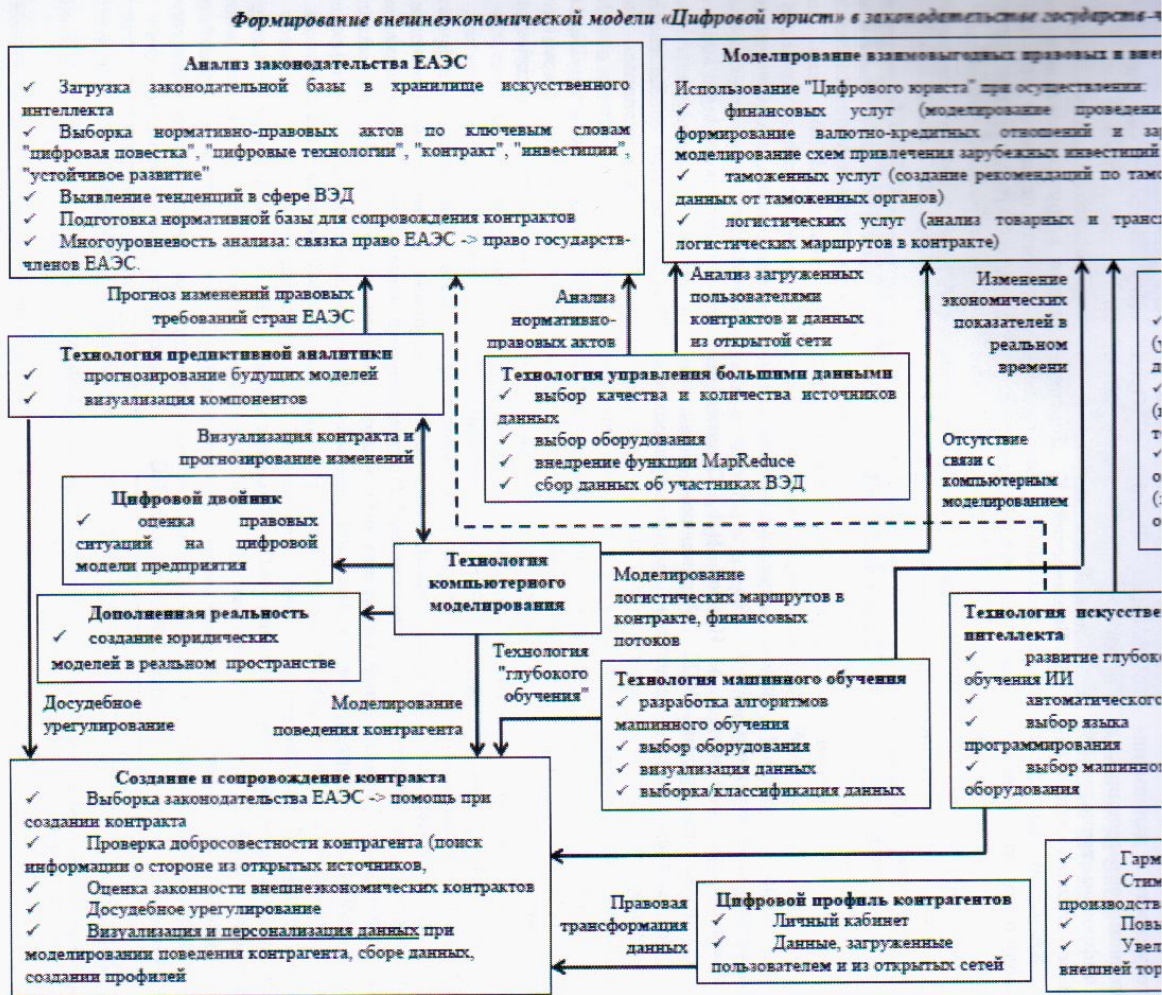 Формирование внешнеэкономической модели «Цифровой юрист» в законодательстве государств-ч
Анализ законодательства ЕАЭС
✓ Загрузка законодательной базы в хранилище искусственного
интеллекта
✓ Выборка нормативно-правовых актов по ключевым словам
"цифровая повестка", "цифровые технологии", "контракт", "инвестиции",
"устойчивое развитие"
✓ Выявление тенденций в сфере ВЭД
✓ Подготовка нормативной базы для сопровождения контрактов
✓ Многоуровневость анализа: связка право ЕАЭС -> право государств-
членов ЕАЭС.
Моделирование взаимовыгодных правовых и вне
Использование "Цифрового юриста" при осуществлении:
✓ финансовых услуг (моделирование проведени
формирование валютно-кредитных отношений и за
моделирование схем привлечения зарубежных инвестиций
✓ таможенных услуг (создание рекомендаций по тамо
данных от таможенных органов)
✓ логистических услуг (анализ товарных и транс
логистических маршрутов в контракте)
Прогноз изменений правовых
требований стран ЕАЭС
Анализ
нормативно-
правовых актов
Анализ загруженных
пользователями
контрактов и данных
из открытой сети
Изменение
экономических
показателей в
реальном
времени
Технология предиктивной аналитики
✓ прогнозирование будущих моделей
✓ визуализация компонентов
Технология управления большими данными
✓ выбор качества и количества источников
данных
✓ выбор оборудования
✓ внедрение функции MapReduce
✓ сбор данных об участниках ВЭД
Визуализация контракта и
прогнозирование изменений
Отсутствие
связи с
компьютерным
моделированием
Цифровой двойник
✓ оценка правовых
ситуаций на цифровой
модели предприятия
Технология
компьютерного
моделирования
Моделирование
логистических маршрутов в
контракте, финансовых
потоков
Дополненная реальность
✓ создание юридических
моделей в реальном пространстве
Технология
"глубокого
обучения"
Технология искусстве
интеллекта
✓ развитие глубоко
обучения ИИ
✓ автоматического
✓ выбор языка
программирования
✓ выбор машинног
оборудования
Технология машинного обучения
✓ разработка алгоритмов
машинного обучения
✓ выбор оборудования
✓ визуализация данных
✓ выборка/классификация данных
Досудебное
урегулирование
Моделирование
поведения контрагента
Создание и сопровождение контракта
✓ Выборка законодательства ЕАЭС -> помощь при
создании контракта
✓ Проверка добросовестности контрагента (поиск
информации о стороне из открытых источников,
✓ Оценка законности внешнеэкономических контрактов
✓ Досудебное урегулирование
✓ Визуализация и персонализация данных при
моделировании поведения контрагента, сборе данных,
создании профилей
Правовая
трансформация
данных
Цифровой профиль контрагентов
✓ Личный кабинет
✓ Данные, загруженные
пользователем и из открытых сетей
✓ Гарм
✓ Стим
производств
✓ Повы
✓ Увел
внешней тор